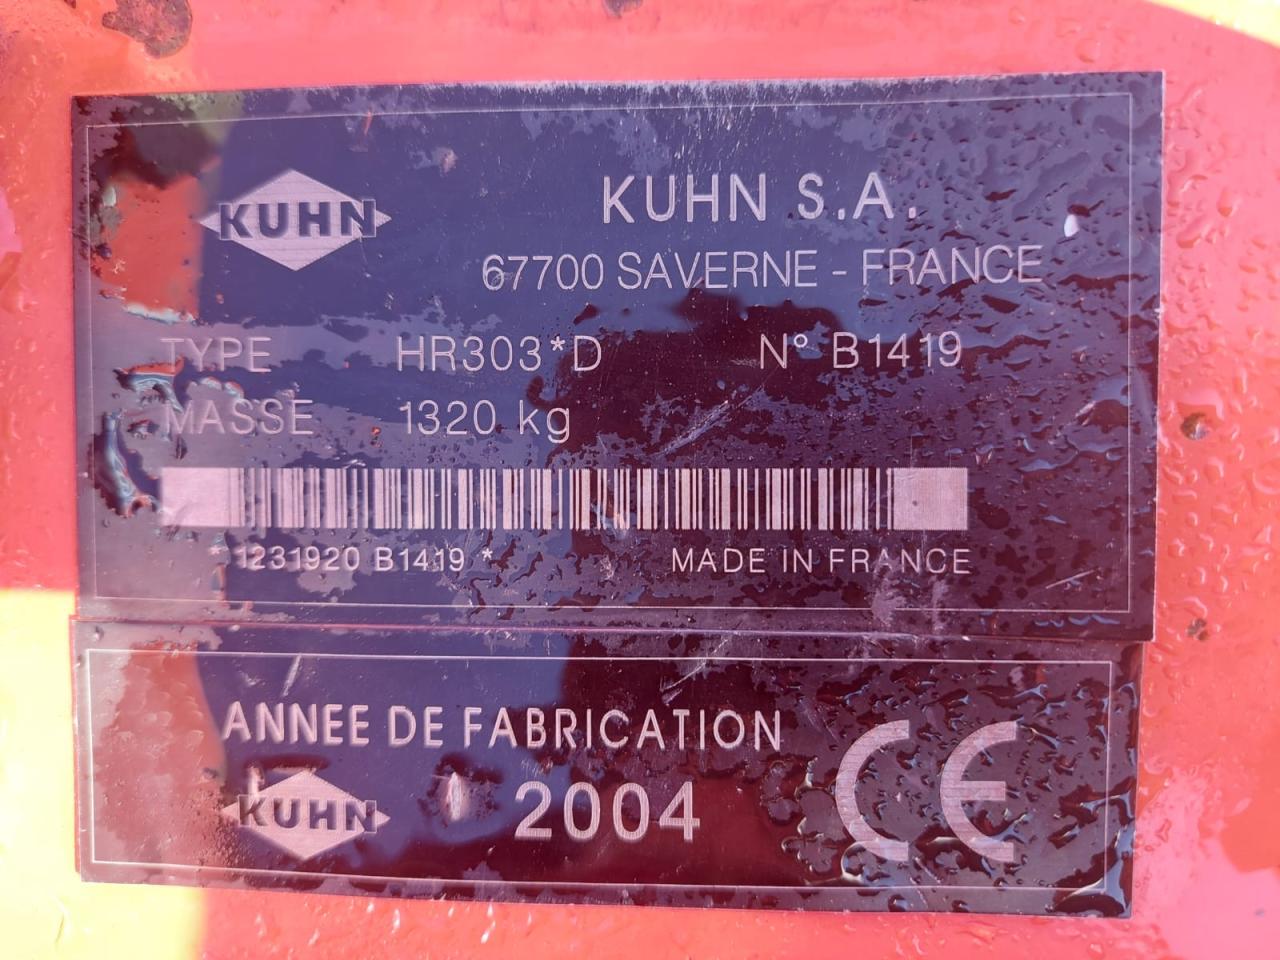 KUHN
KUHN S.A.
67700 SAVERNE - FRANCE
TYPE HR303*D N° B1419
MASSE 1320 kg
* 1231920 B1419 *
MADE IN FRANCE
ANNEE DE FABRICATION
KUHN
2004
CE